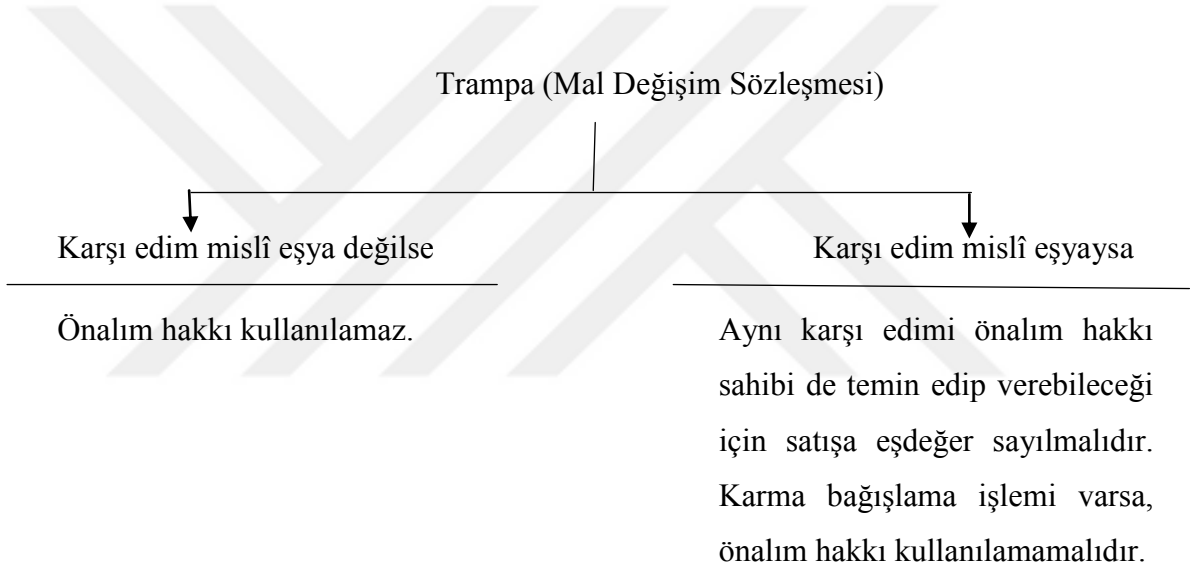 Trampa (Mal Değişim Sözleşmesi)
Karşı edim mislî eşya değilse
Önalım hakkı kullanılamaz.
Karşı edim mislî eşyaysa
Aynı karşı edimi önalım hakkı
sahibi de temin edip verebileceği
için satışa eşdeğer sayılmalıdır.
Karma bağışlama işlemi varsa,
önalım hakkı kullanılamamalıdır.